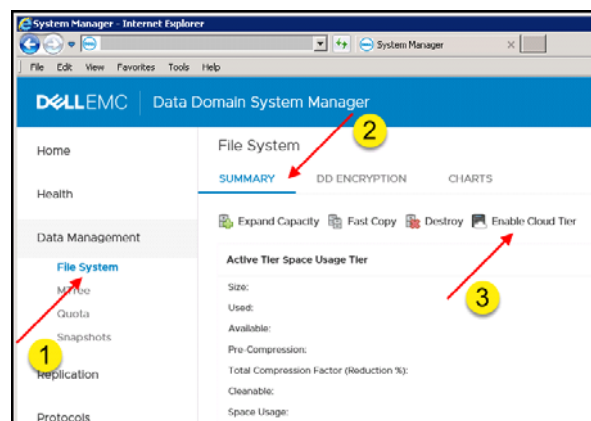 System Manager - Internet Explorer
System Manager
File Edit View Favorites Tools Help
DELLEMC Data Domain System Manager
2
Home
File System
SUMMARY DD ENCRYPTION CHARTS
Health
Expand Capacity Fast Copy Destroy Enable Cloud Tier
Data Management
Active Tier Space Usage Tier
File System
Size:
MTree
3
Used:
Quota
Available:
Snapshots
1
Pre-Compression:
Replication
Total Compression Factor (Reduction %):
Cleanable:
Protocols
Space Usage: